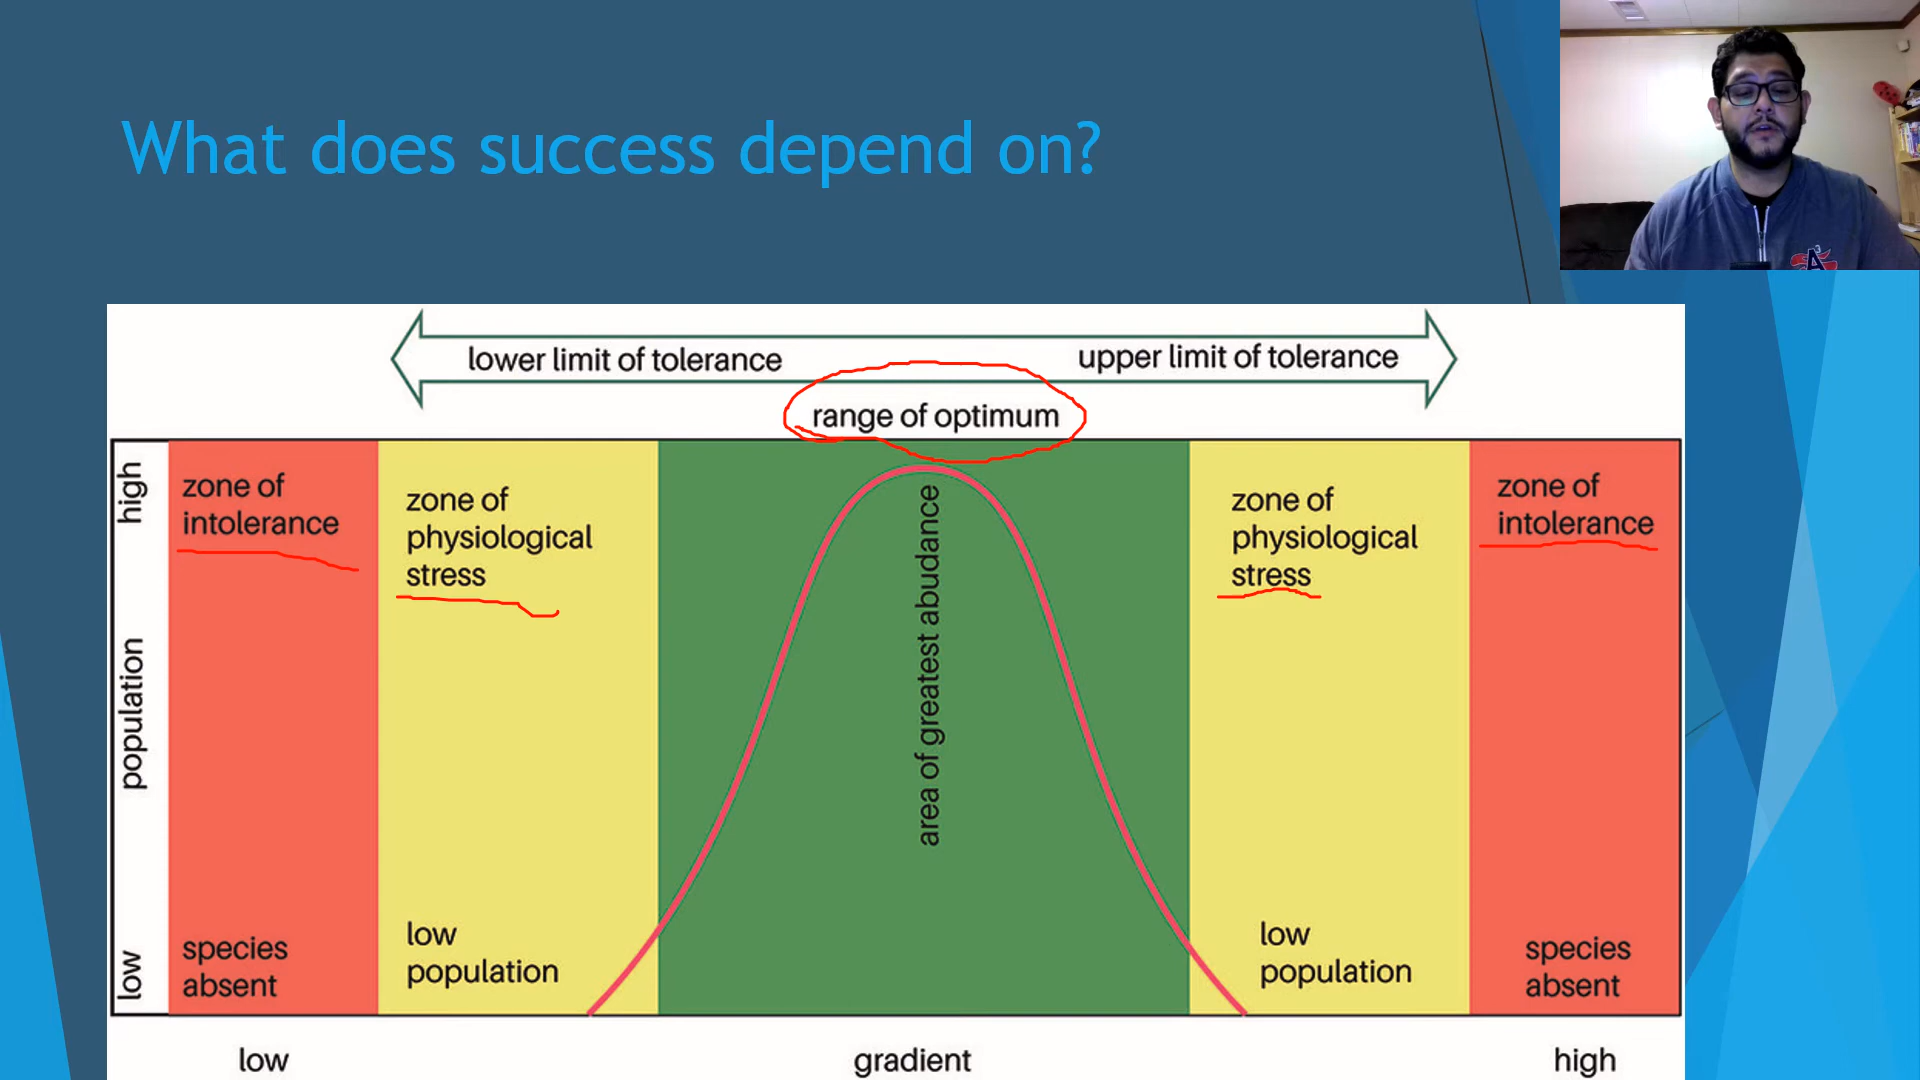 What does success depend on?
lower limit of tolerance
upper limit of tolerance
range of optimum
high
population
low
zone of
intolerance
species
absent
zone of
physiological
stress
low
population
area of greatest abudance
zone of
physiological
stress
low
population
zone of
intolerance
species
absent
low
gradient
high
A